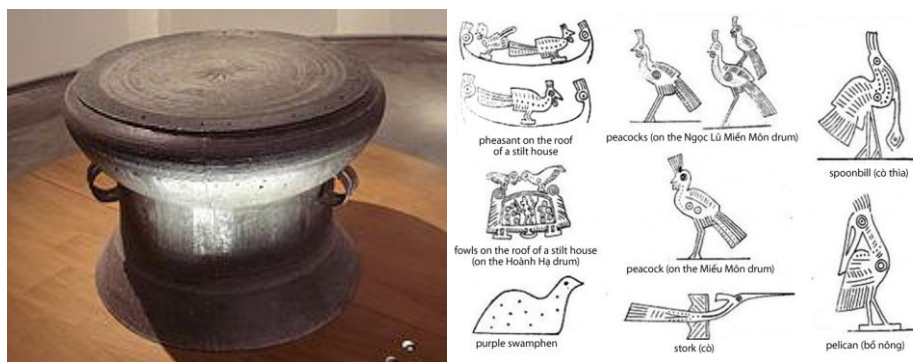 pheasant on the roof
of a stilt house
peacocks (on the Ngọc Lũ Miến Môn drum)
spoonbill (cò thìa)
fowls on the roof of a stilt house
(on the Hoành Hạ drum)
peacock (on the Miếu Môn drum)
purple swamphen
stork (cò)
pelican (bồ nông)